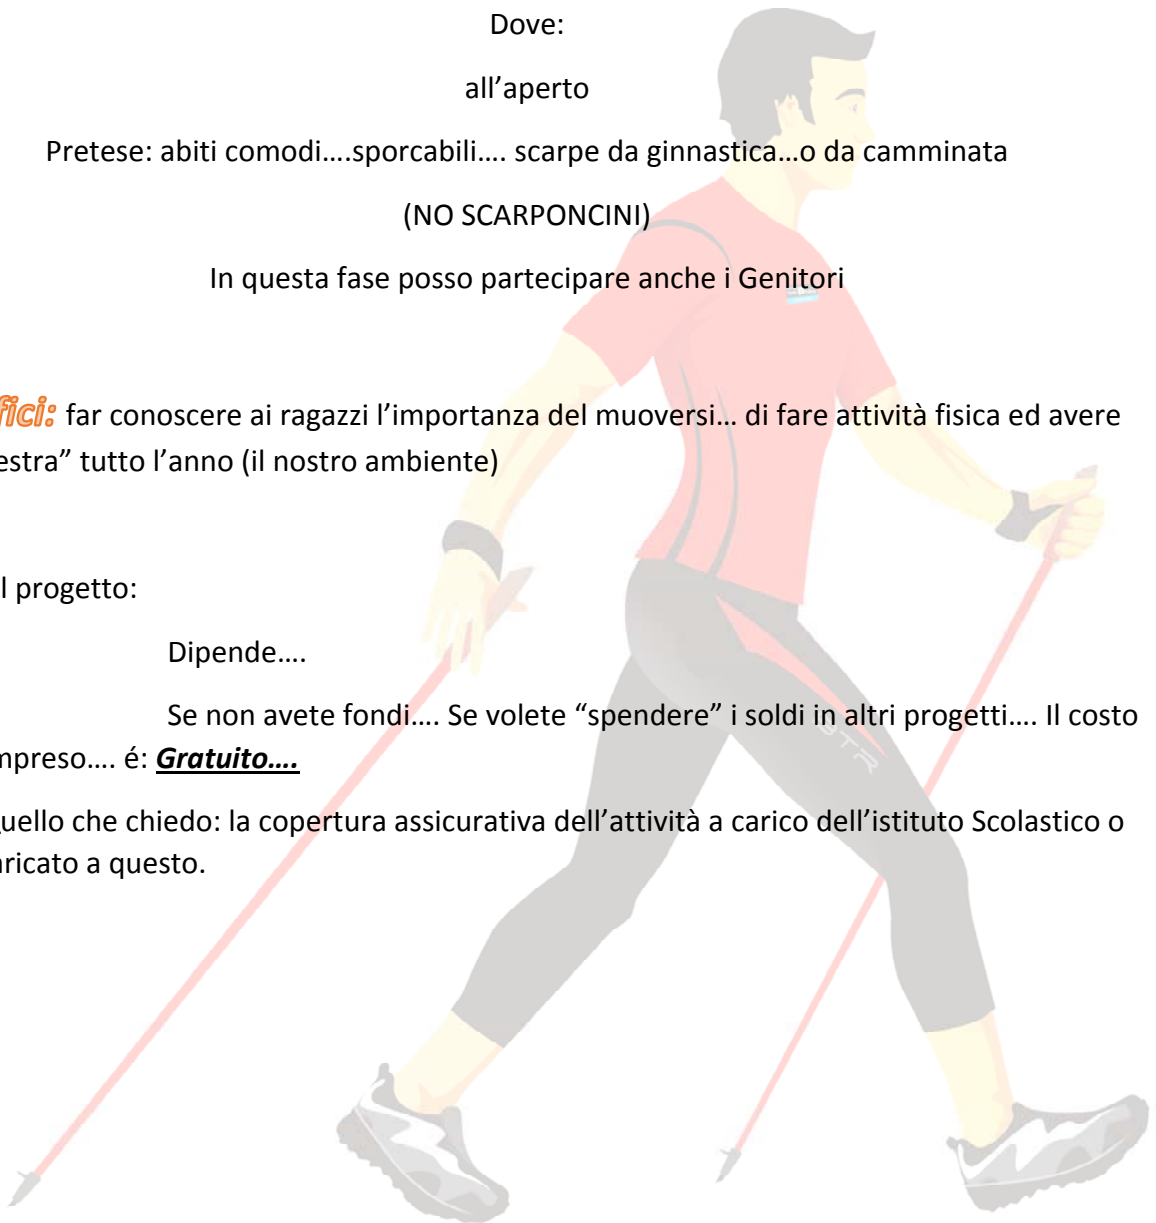 Dove:
all’aperto
Pretese: abiti comodi….sporcabili…. scarpe da ginnastica…o da camminata
(NO SCARPONCINI)
In questa fase posso partecipare anche i Genitori
fici: far conoscere ai ragazzi l’importanza del muoversi… di fare attività fisica ed avere
estra” tutto l’anno (il nostro ambiente)
l progetto:
Dipende….
Se non avete fondi…. Se volete “spendere” i soldi in altri progetti…. Il costo
mpreso…. é: Gratuito….
uello che chiedo: la copertura assicurativa dell’attività a carico dell’istituto Scolastico o
aricato a questo.